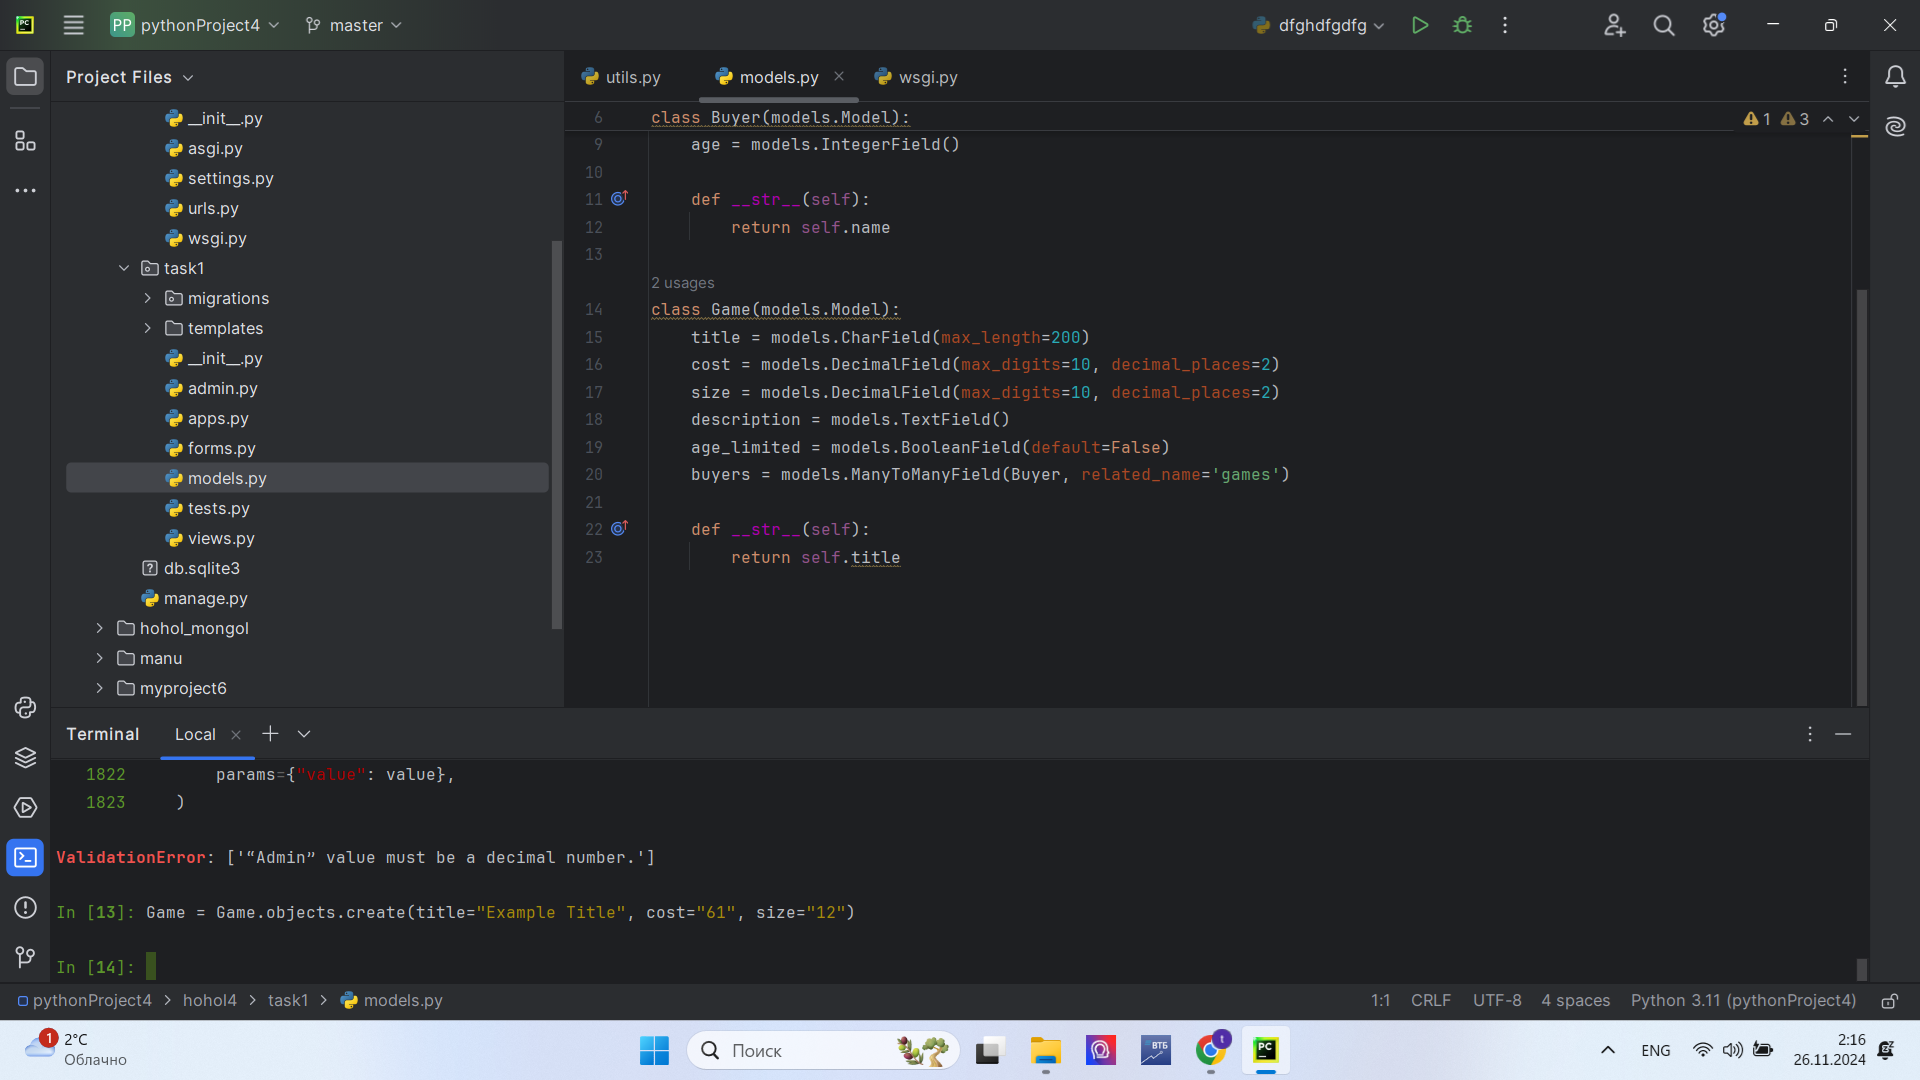 PC
PP pythonProject4
master
dfghdfgdfg
Project Files
utils.py
models.py
wsgi.py
__init__.py
asgi.py
settings.py
urls.py
wsgi.py
task1
migrations
templates
__init__.py
admin.py
apps.py
forms.py
models.py
tests.py
views.py
db.sqlite3
manage.py
hohol_mongol
manu
myproject6
6 class Buyer(models.Model):
1 3
9 age = models.IntegerField()
10
11 def __str__(self):
12 return self.name
13
2 usages
14 class Game(models.Model):
15 title = models.CharField(max_length=200)
16 cost = models.DecimalField(max_digits=10, decimal_places=2)
17 size = models.DecimalField(max_digits=10, decimal_places=2)
18 description = models.TextField()
19 age_limited = models.BooleanField(default=False)
20 buyers = models.ManyToManyField(Buyer, related_name='games')
21
22 def __str__(self):
23 return self.title
Terminal
Local
1822 params={"value": value},
1823 )
ValidationError: ['“Admin” value must be a decimal number.']
In [13]: Game = Game.objects.create(title="Example Title", cost="61", size="12")
In [14]:
pythonProject4 > hohol4 > task1 > models.py
1:1 CRLF UTF-8 4 spaces Python 3.11 (pythonProject4)
1
2°C
Облачно
Поиск
ВТБ
t
PC
ENG
2:16
26.11.2024